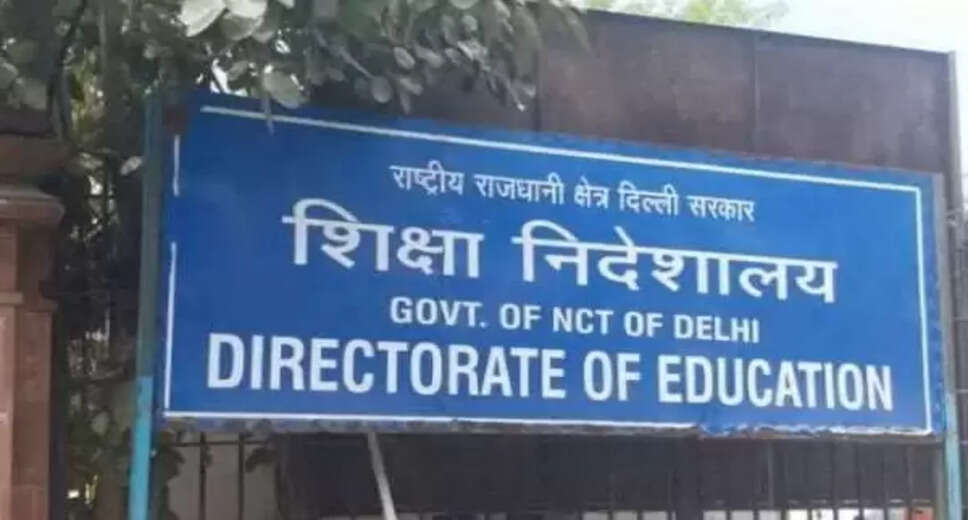 राष्ट्रीय राजधानी क्षेत्र दिल्ली सरकार
शिक्षा निदेशालय
GOVT. OF NCT OF DELHI
DIRECTORATE OF EDUCATION